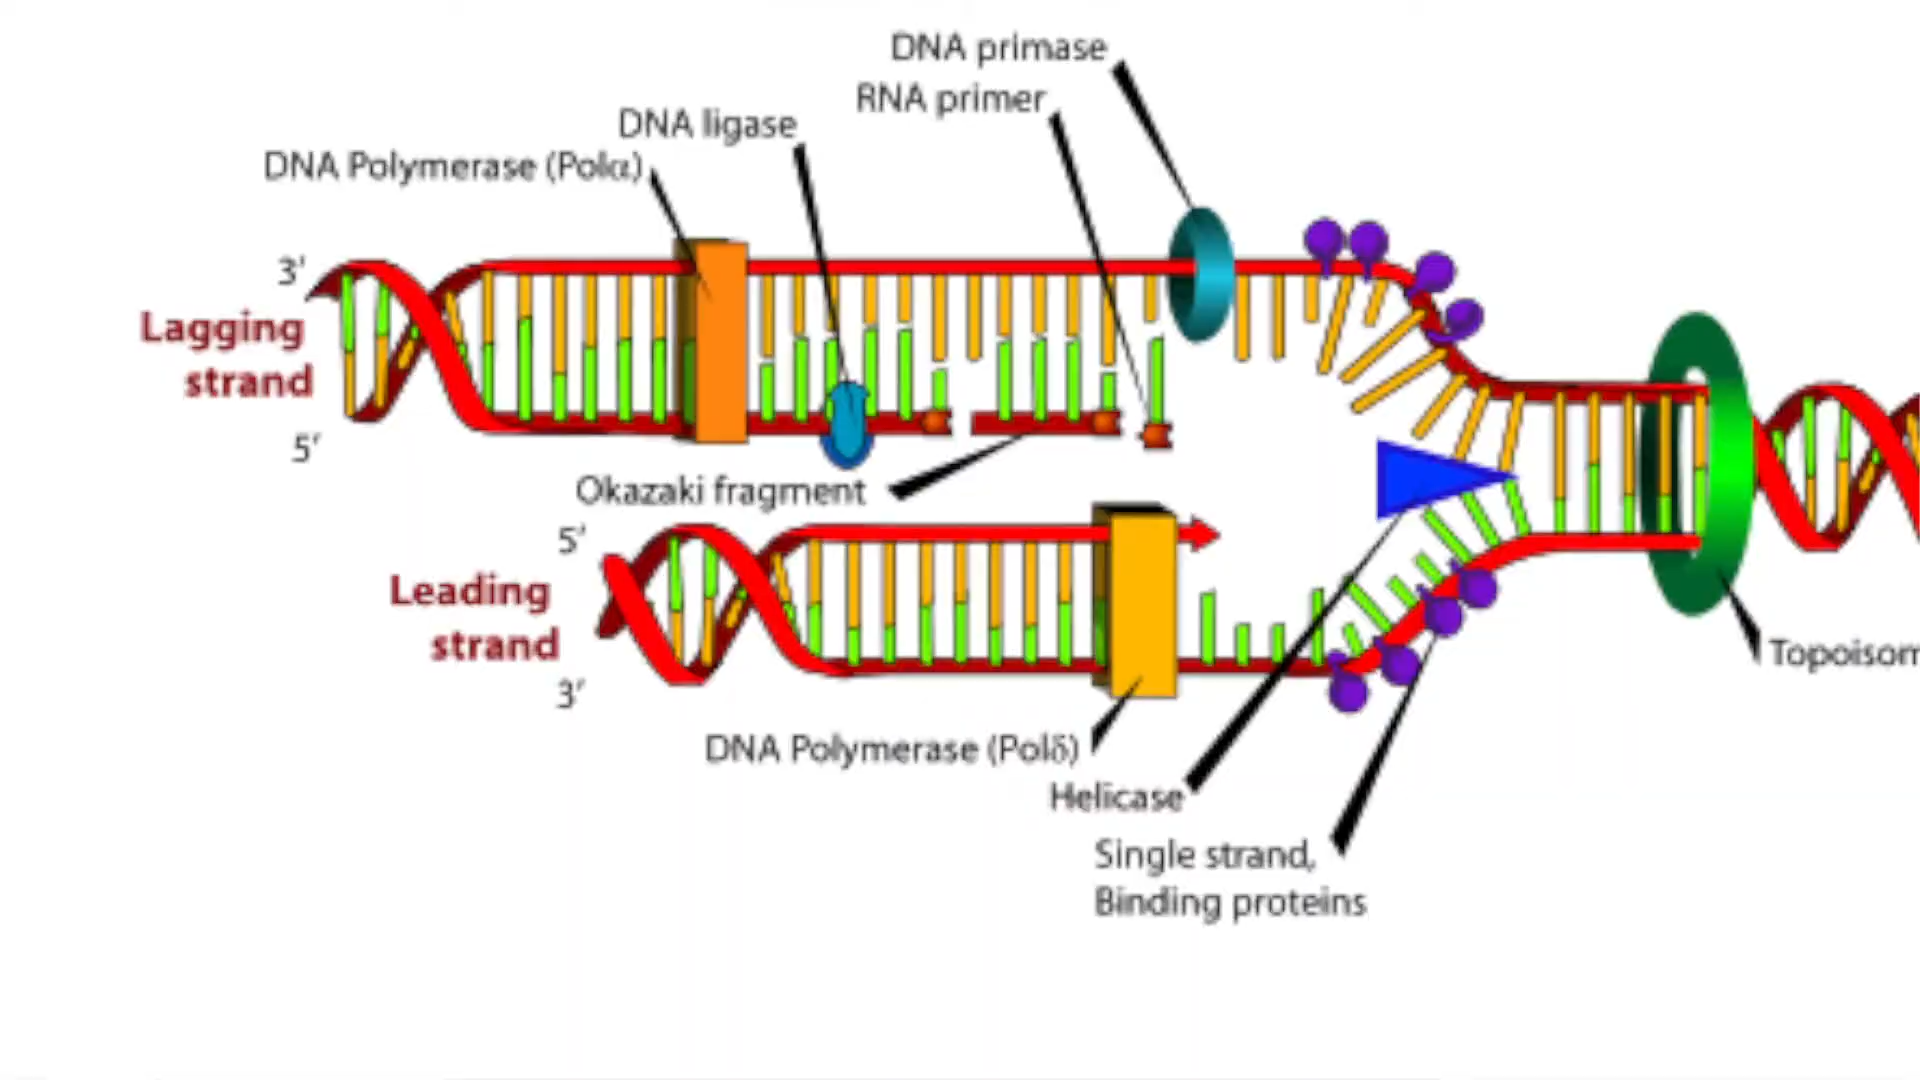 DNA primase
RNA primer
DNA ligase
DNA Polymerase (Polα)
3′
Lagging
strand
5′
Okazaki fragment
5′
Leading
strand
3′
Topoisom
DNA Polymerase (Polδ)
Helicase
Single strand,
Binding proteins